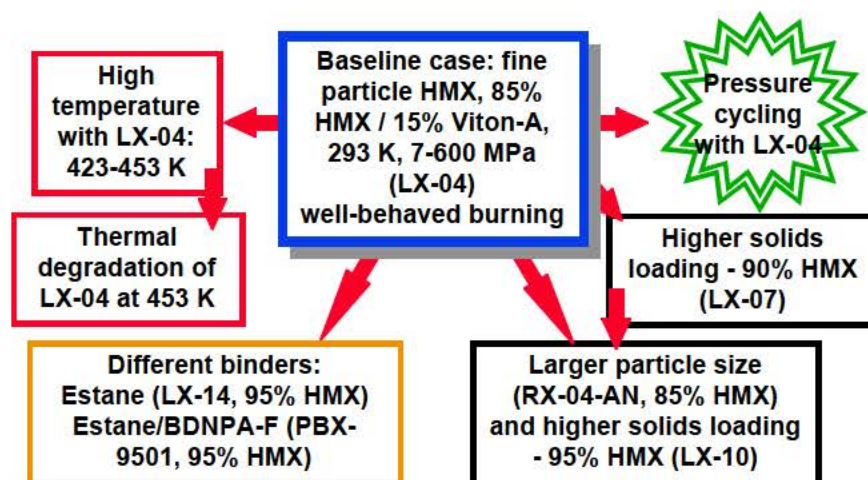 High
temperature
with LX-04:
423-453 K
Baseline case: fine
particle HMX, 85%
HMX / 15% Viton-A,
293 K, 7-600 MPa
(LX-04)
well-behaved burning
Pressure
cycling
with LX-04
Thermal
degradation of
LX-04 at 453 K
Higher solids
loading - 90% HMX
(LX-07)
Different binders:
Estane (LX-14, 95% HMX)
Estane/BDNPA-F (PBX-
9501, 95% HMX)
Larger particle size
(RX-04-AN, 85% HMX)
and higher solids loading
- 95% HMX (LX-10)